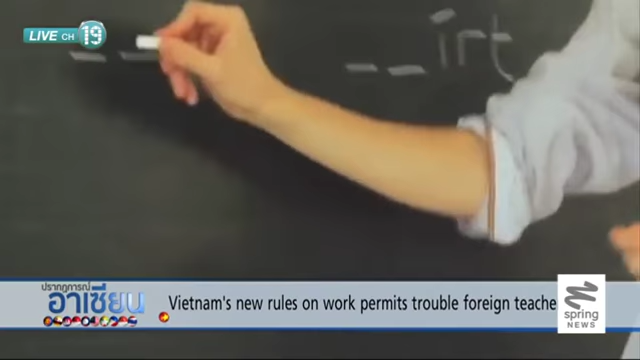 LIVE CH 19
_ _ irt
ปรากฏการณ์
อาเซียน
Vietnam's new rules on work permits trouble foreign teache
spring
NEWS